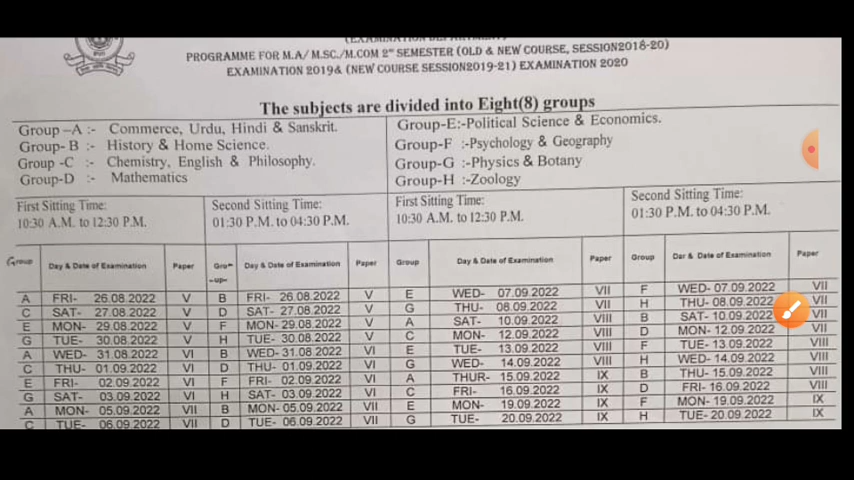 (EXAMINATION DEPARTMENT)
PROGRAMME FOR M.A/ M.SC./M.COM 2nd SEMESTER (OLD & NEW COURSE, SESSION2018-20)
EXAMINATION 2019& (NEW COURSE SESSION2019-21) EXAMINATION 2020
The subjects are divided into Eight(8) groups
Group –A :- Commerce, Urdu, Hindi & Sanskrit. Group-E:-Political Science & Economics.
Group- B :- History & Home Science. Group-F :-Psychology & Geography
Group -C :- Chemistry, English & Philosophy. Group-G :-Physics & Botany
Group-D :- Mathematics Group-H :-Zoology
First Sitting Time: Second Sitting Time: First Sitting Time: Second Sitting Time:
10:30 A.M. to 12:30 P.M. 01:30 P.M. to 04:30 P.M. 10:30 A.M. to 12:30 P.M. 01:30 P.M. to 04:30 P.M.
Group Day & Date of Examination Paper Gro-up- Day & Date of Examination Paper Group Day & Date of Examination Paper Group Day & Date of Examination Paper
A FRI- 26.08.2022 V B FRI- 26.08.2022 V E WED- 07.09.2022 VII F WED- 07.09.2022 VII
C SAT- 27.08.2022 V D SAT- 27.08.2022 V G THU- 08.09.2022 VII H THU- 08.09.2022 VII
E MON- 29.08.2022 V F MON- 29.08.2022 V A SAT- 10.09.2022 VIII B SAT- 10.09.2022 VII
G TUE- 30.08.2022 V H TUE- 30.08.2022 V C MON- 12.09.2022 VIII D MON- 12.09.2022 VII
A WED- 31.08.2022 VI B WED- 31.08.2022 VI E TUE- 13.09.2022 VIII F TUE- 13.09.2022 VIII
C THU- 01.09.2022 VI D THU- 01.09.2022 VI G WED- 14.09.2022 VIII H WED- 14.09.2022 VIII
E FRI- 02.09.2022 VI F FRI- 02.09.2022 VI A THUR- 15.09.2022 IX B THU- 15.09.2022 VIII
G SAT- 03.09.2022 VI H SAT- 03.09.2022 VI C FRI- 16.09.2022 IX D FRI- 16.09.2022 VIII
A MON- 05.09.2022 VII B MON- 05.09.2022 VII E MON- 19.09.2022 IX F MON- 19.09.2022 IX
C TUE- 06.09.2022 VII D TUE- 06.09.2022 VII G TUE- 20.09.2022 IX H TUE- 20.09.2022 IX